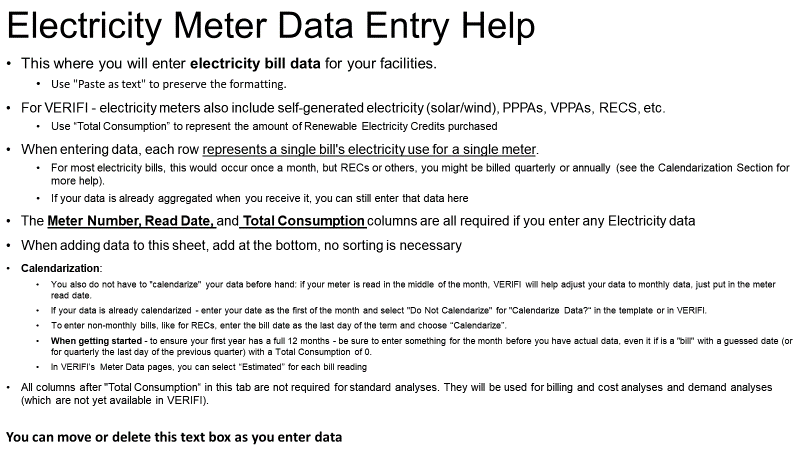 Electricity Meter Data Entry Help
• This where you will enter electricity bill data for your facilities.
• Use "Paste as text" to preserve the formatting.
• For VERIFI - electricity meters also include self-generated electricity (solar/wind), PPPAs, VPPAs, RECS, etc.
• Use “Total Consumption” to represent the amount of Renewable Electricity Credits purchased
• When entering data, each row represents a single bill's electricity use for a single meter.
• For most electricity bills, this would occur once a month, but RECs or others, you might be billed quarterly or annually (see the Calendarization Section for
more help).
• If your data is already aggregated when you receive it, you can still enter that data here
• The Meter Number, Read Date, and Total Consumption columns are all required if you enter any Electricity data
• When adding data to this sheet, add at the bottom, no sorting is necessary
• Calendarization:
• You also do not have to "calendarize" your data before hand: if your meter is read in the middle of the month, VERIFI will help adjust your data to monthly data, just put in the meter
read date.
• If your data is already calendarized - enter your date as the first of the month and select "Do Not Calendarize" for "Calendarize Data?" in the template or in VERIFI.
• To enter non-monthly bills, like for RECs, enter the bill date as the last day of the term and choose “Calendarize”.
• When getting started - to ensure your first year has a full 12 months - be sure to enter something for the month before you have actual data, even it if is a "bill" with a guessed date (or
for quarterly the last day of the previous quarter) with a Total Consumption of 0.
• In VERIFI's Meter Data pages, you can select “Estimated” for each bill reading
• All columns after "Total Consumption" in this tab are not required for standard analyses. They will be used for billing and cost analyses and demand analyses
(which are not yet available in VERIFI).
You can move or delete this text box as you enter data